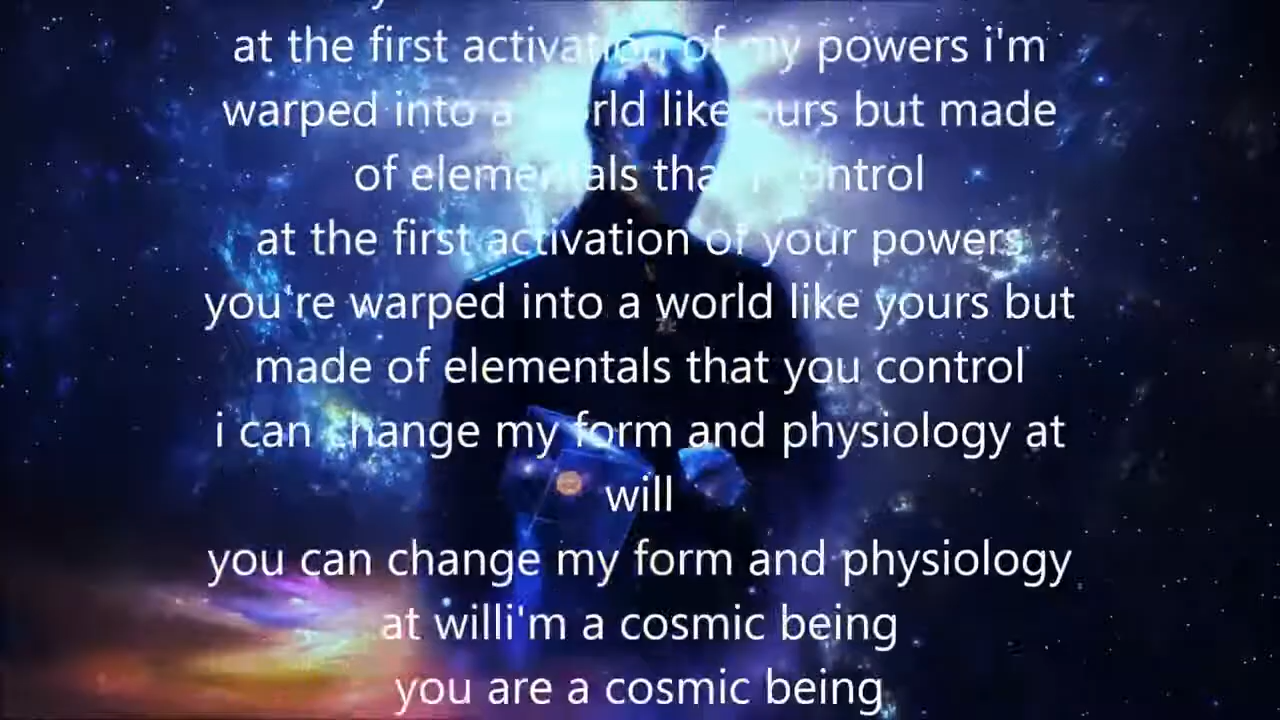 at the first activation of my powers i'm
warped into a world like yours but made
of elementals that i control
at the first activation of your powers
you're warped into a world like yours but
made of elementals that you control
i can change my form and physiology at
will
you can change my form and physiology
at willi'm a cosmic being
you are a cosmic being